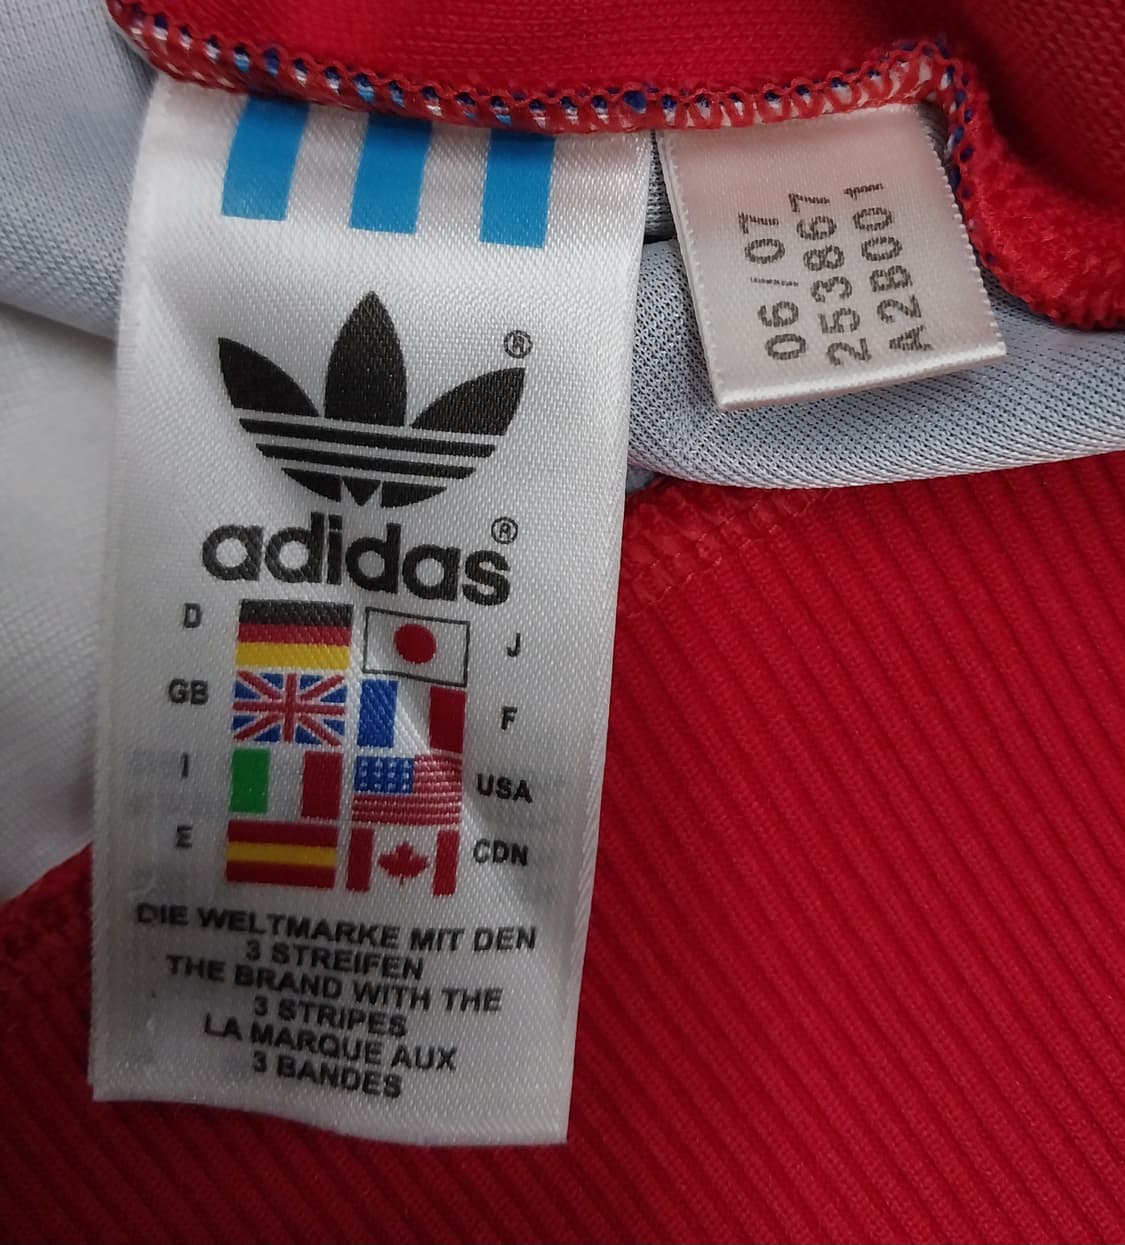 ®
adidas®
D
J
GB
F
I
USA
E
CDN
DIE WELTMARKE MIT DEN
3 STREIFEN
THE BRAND WITH THE
3 STRIPES
LA MARQUE AUX
3 BANDES
06/07
253867
A2B001